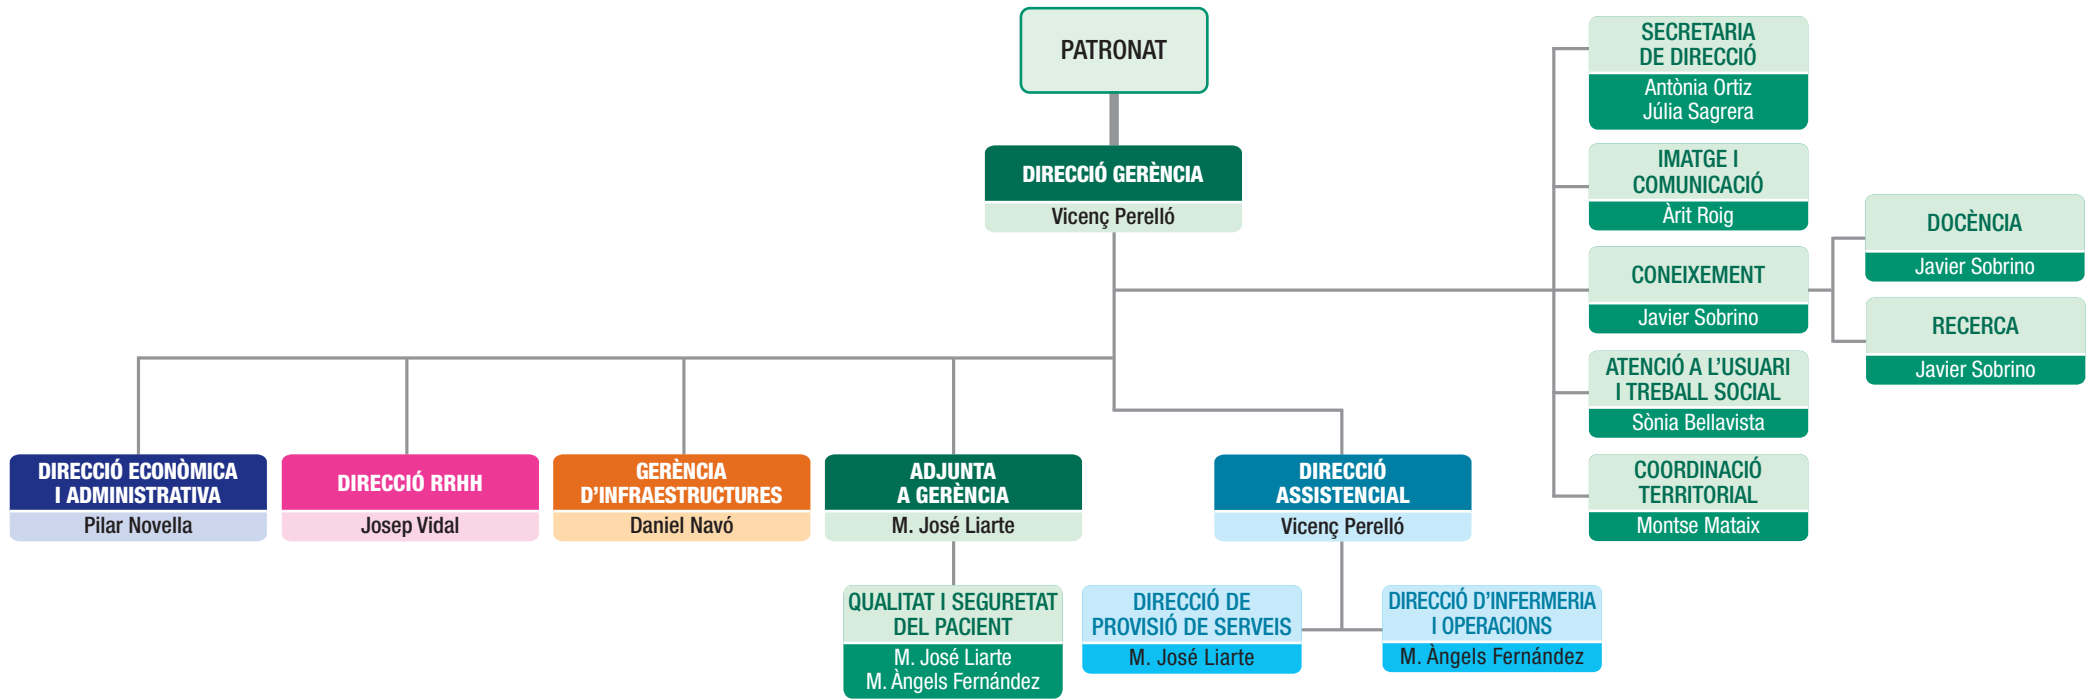 PATRONAT
DIRECCIÓ GERÈNCIA
Vicenç Perelló
SECRETARIA
DE DIRECCIÓ
Antònia Ortiz
Júlia Sagrera
IMATGE I
COMUNICACIÓ
Àrit Roig
CONEIXEMENT
Javier Sobrino
DOCÈNCIA
Javier Sobrino
RECERCA
Javier Sobrino
ATENCIÓ A L’USUARI
I TREBALL SOCIAL
Sònia Bellavista
COORDINACIÓ
TERRITORIAL
Montse Mataix
DIRECCIÓ ECONÒMICA
I ADMINISTRATIVA
Pilar Novella
DIRECCIÓ RRHH
Josep Vidal
GERÈNCIA
D’INFRAESTRUCTURES
Daniel Navó
ADJUNTA
A GERÈNCIA
M. José Liarte
DIRECCIÓ
ASSISTENCIAL
Vicenç Perelló
QUALITAT I SEGURETAT
DEL PACIENT
M. José Liarte
M. Àngels Fernández
DIRECCIÓ DE
PROVISIÓ DE SERVEIS
M. José Liarte
DIRECCIÓ D’INFERMERIA
I OPERACIONS
M. Àngels Fernández